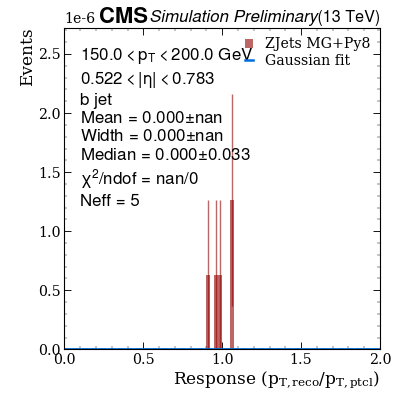 1e-6 CMS Simulation Preliminary (13 TeV)
Events
150.0 < p_T < 200.0 GeV
0.522 < |η| < 0.783
b jet
Mean = 0.000±nan
Width = 0.000±nan
Median = 0.000±0.033
χ²/ndof = nan/0
Neff = 5
ZJets MG+Py8
Gaussian fit
2.5
2.0
1.5
1.0
0.5
0.0
0.0 0.5 1.0 1.5 2.0
Response (p_T,reco/p_T,ptcl)